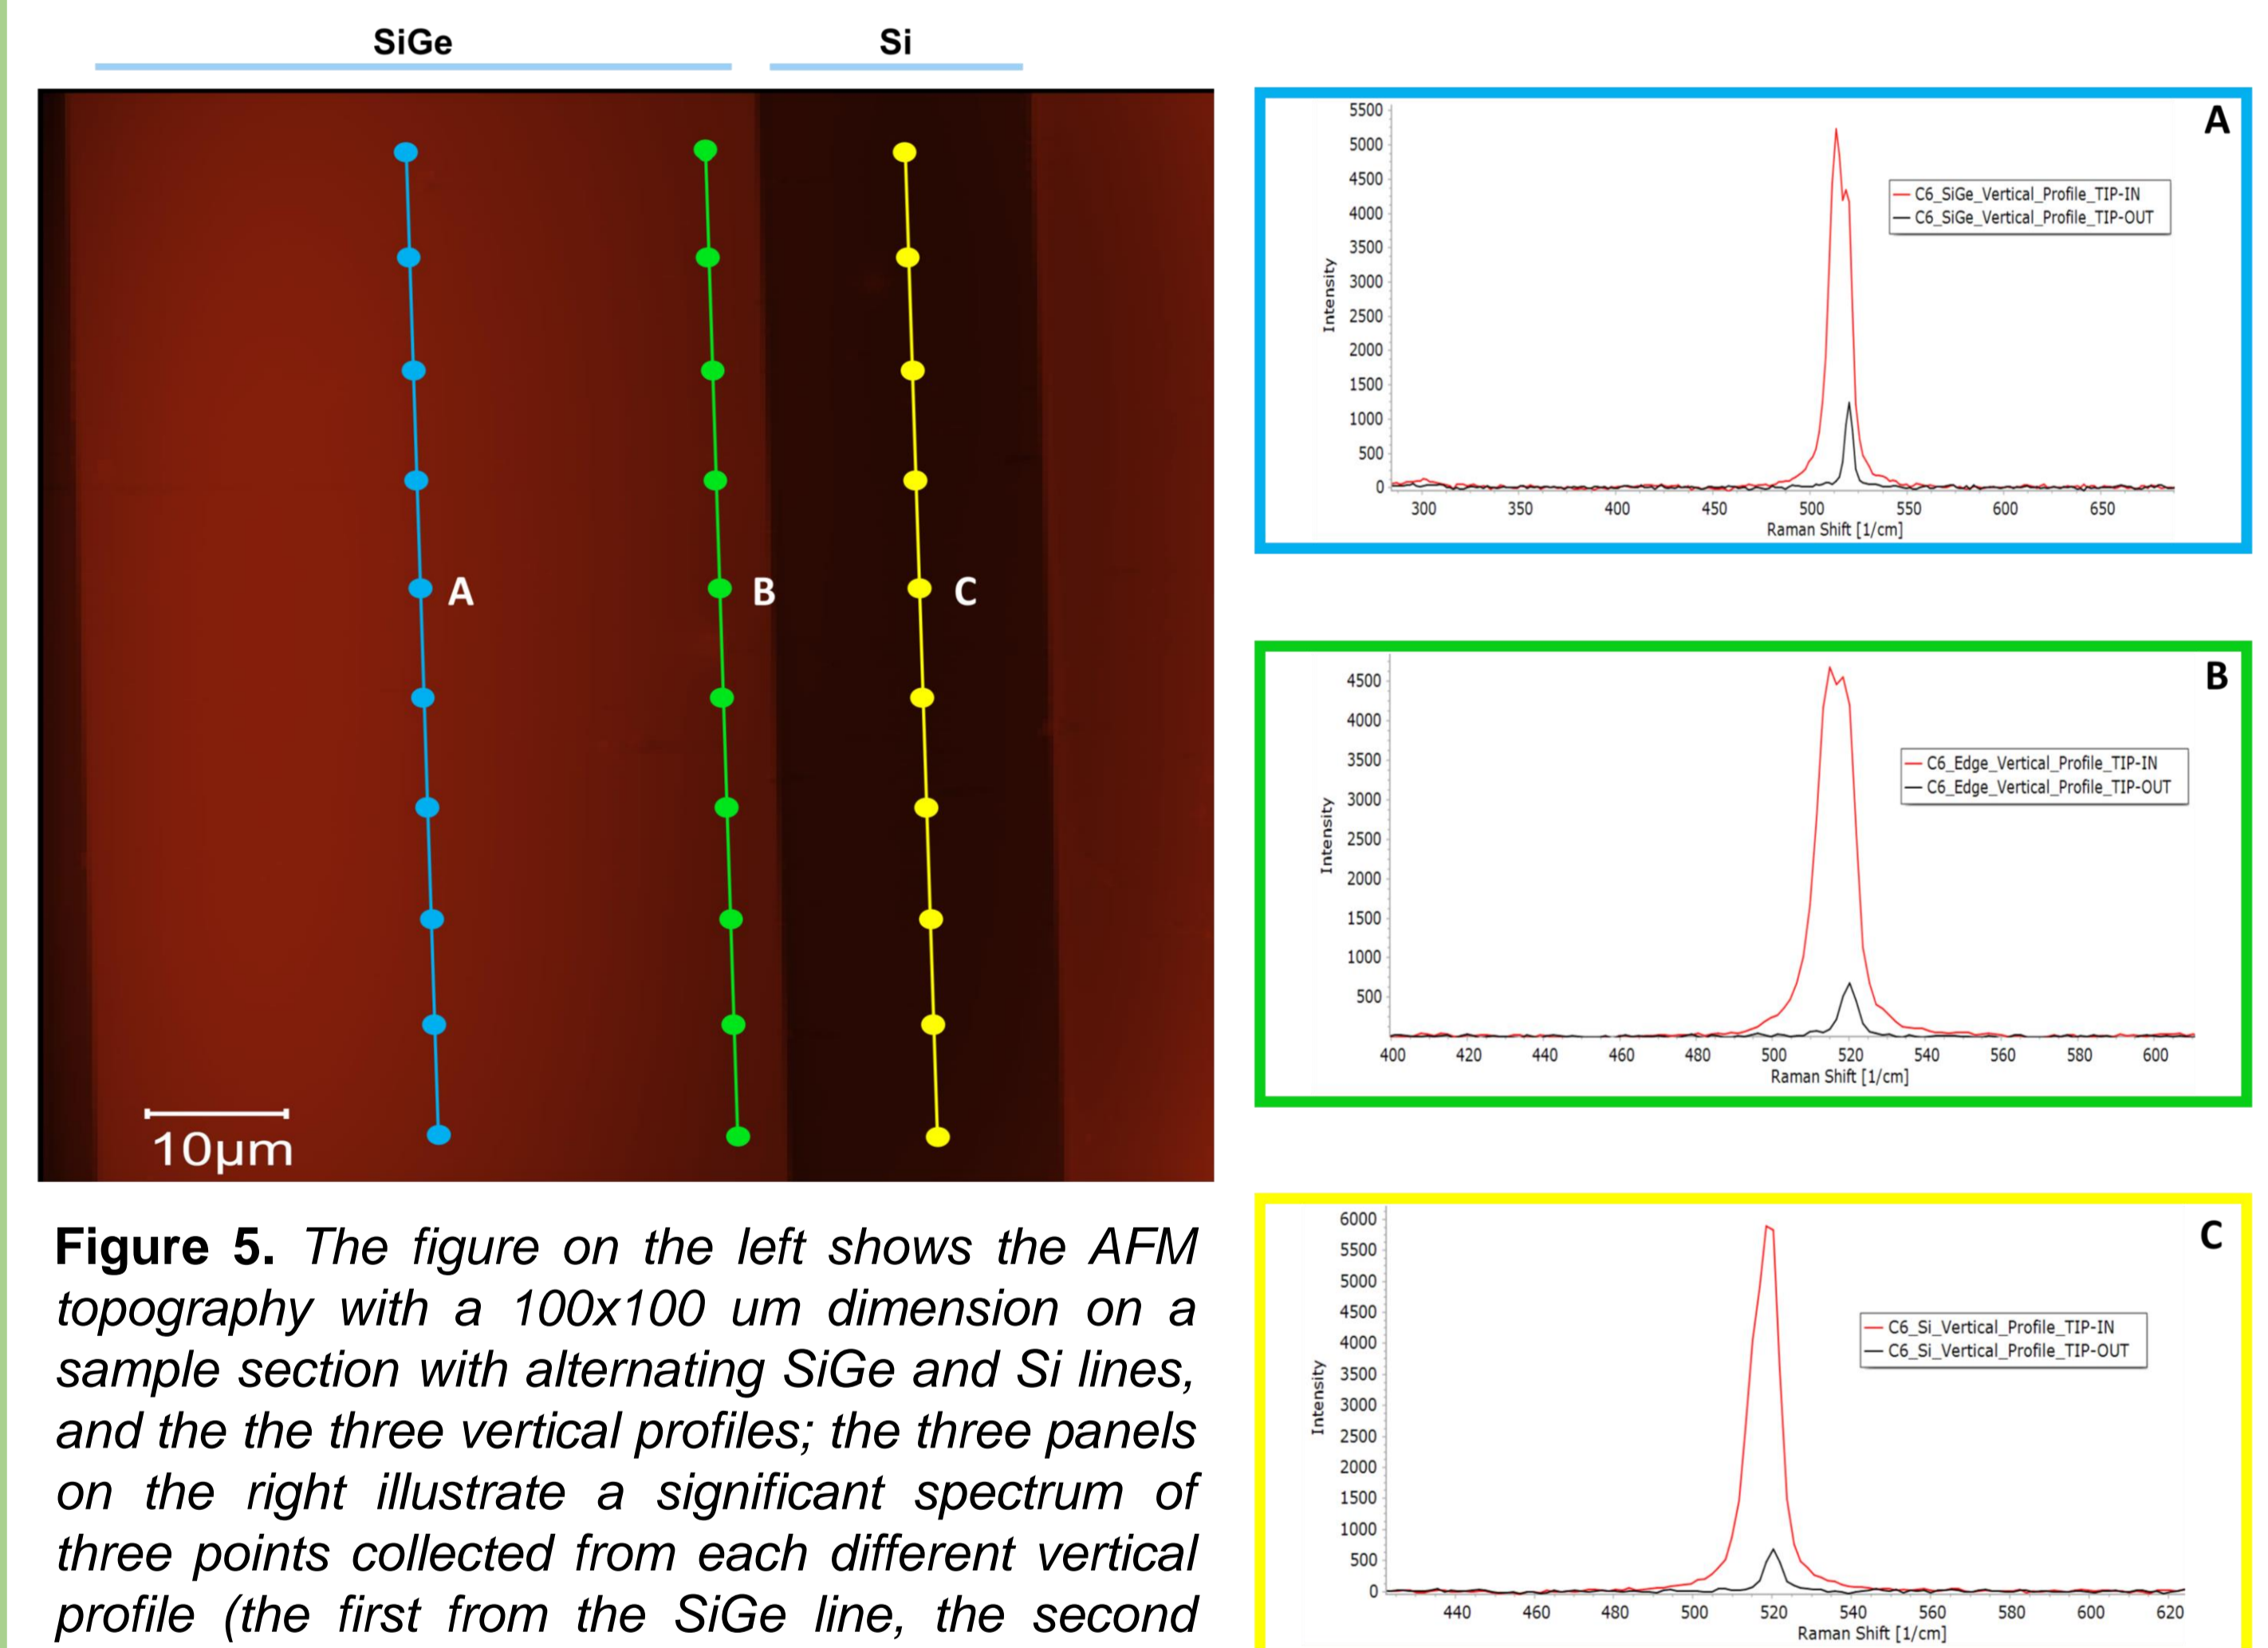 SiGe
Si
A
B
C
10µm
Figure 5. The figure on the left shows the AFM
topography with a 100x100 um dimension on a
sample section with alternating SiGe and Si lines,
and the the three vertical profiles; the three panels
on the right illustrate a significant spectrum of
three points collected from each different vertical
profile (the first from the SiGe line, the second
A
5500
5000
4500
4000
3500
3000
2500
2000
1500
1000
500
0
Intensity
C6_SiGe_Vertical_Profile_TIP-IN
C6_SiGe_Vertical_Profile_TIP-OUT
300 350 400 450 500 550 600 650
Raman Shift [1/cm]
B
4500
4000
3500
3000
2500
2000
1500
1000
500
Intensity
C6_Edge_Vertical_Profile_TIP-IN
C6_Edge_Vertical_Profile_TIP-OUT
400 420 440 460 480 500 520 540 560 580 600
Raman Shift [1/cm]
C
6000
5500
5000
4500
4000
3500
3000
2500
2000
1500
1000
500
0
Intensity
C6_Si_Vertical_Profile_TIP-IN
C6_Si_Vertical_Profile_TIP-OUT
440 460 480 500 520 540 560 580 600 620
Raman Shift [1/cm]